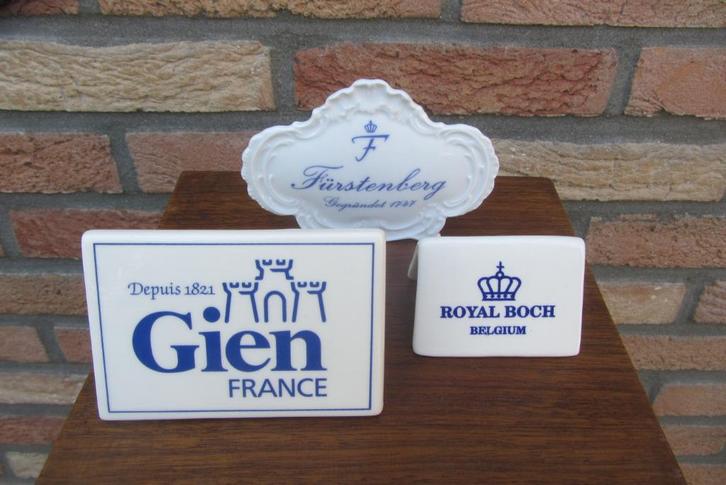 F
Fürstenberg
Gegründet 1747
Depuis 1821
Gien
FRANCE
ROYAL BOCH
BELGIUM